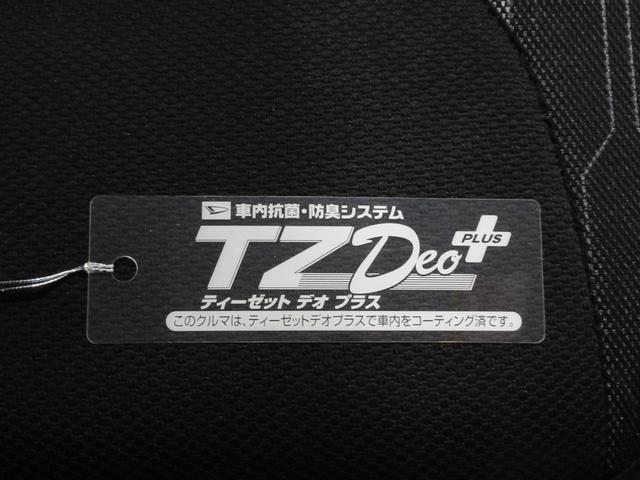 車内抗菌・防臭システム
TZ Deo PLUS
ティーゼット デオ プラス
このクルマは、ティーゼットデオプラスで車内をコーティング済です。